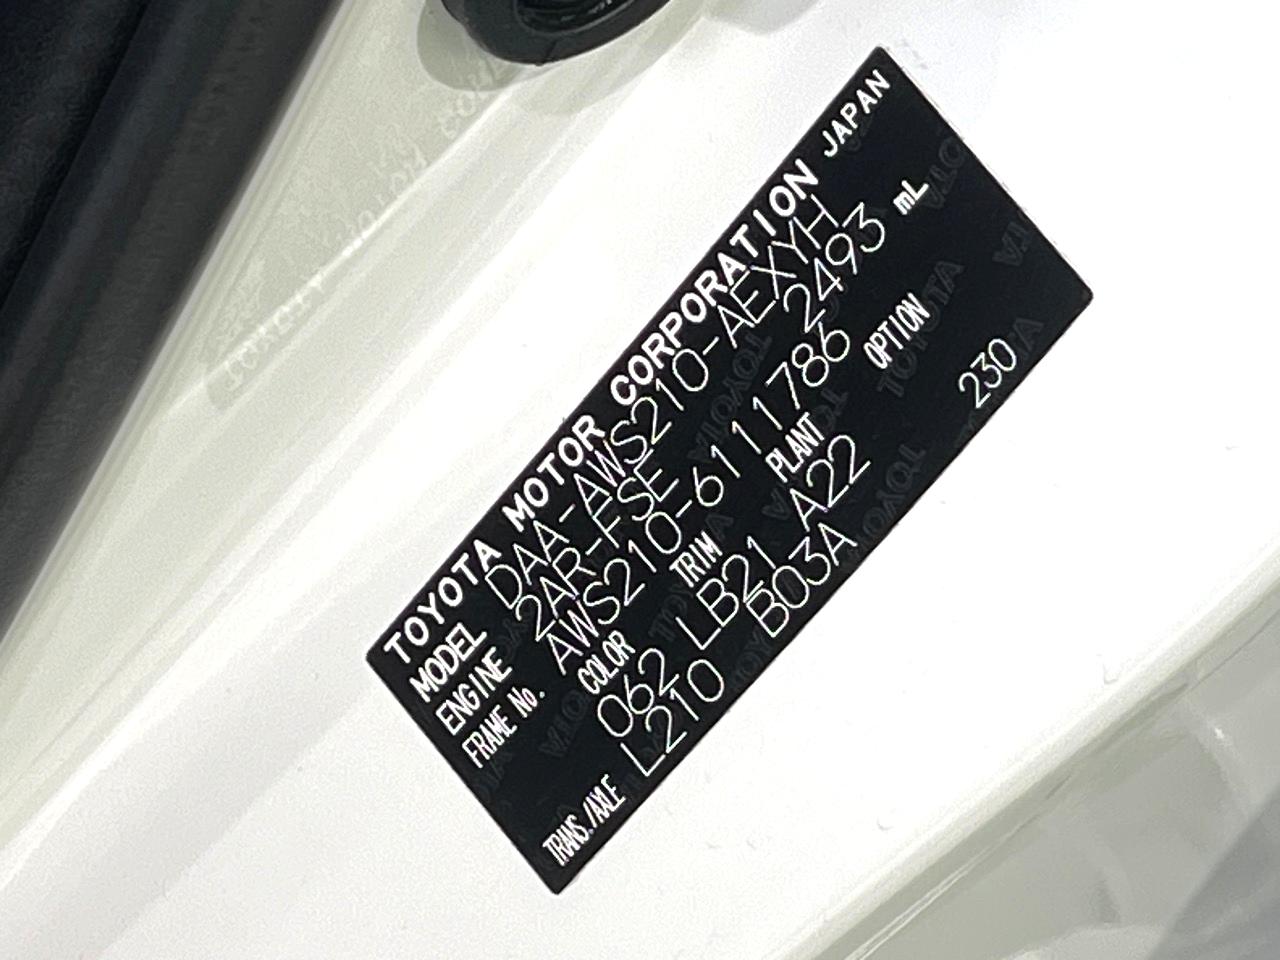 TOYOTA MOTOR CORPORATION JAPAN
MODEL DAA-AWS210-AEXYH
ENGINE 2AR-FSE 2493 mL
FRAME No. AWS210-6111786
COLOR TRIM PLANT OPTION
062 LB21 A22
TRANS./AXLE L210 B03A 230